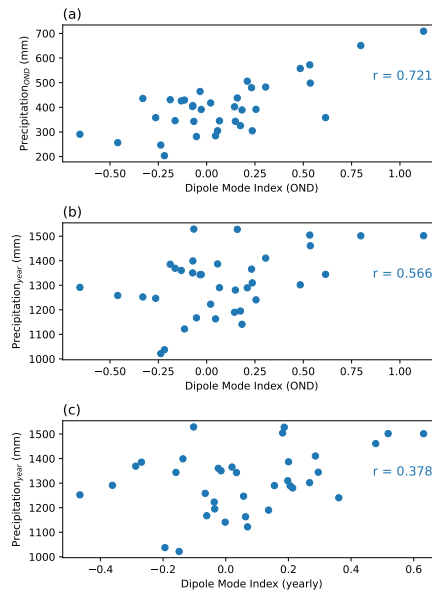 (a)
700
600
500
400
300
200
Precipitation_OND (mm)
r = 0.721
−0.50 −0.25 0.00 0.25 0.50 0.75 1.00
Dipole Mode Index (OND)
(b)
1500
1400
1300
1200
1100
1000
Precipitation_year (mm)
r = 0.566
−0.50 −0.25 0.00 0.25 0.50 0.75 1.00
Dipole Mode Index (OND)
(c)
1500
1400
1300
1200
1100
1000
Precipitation_year (mm)
r = 0.378
−0.4 −0.2 0.0 0.2 0.4 0.6
Dipole Mode Index (yearly)